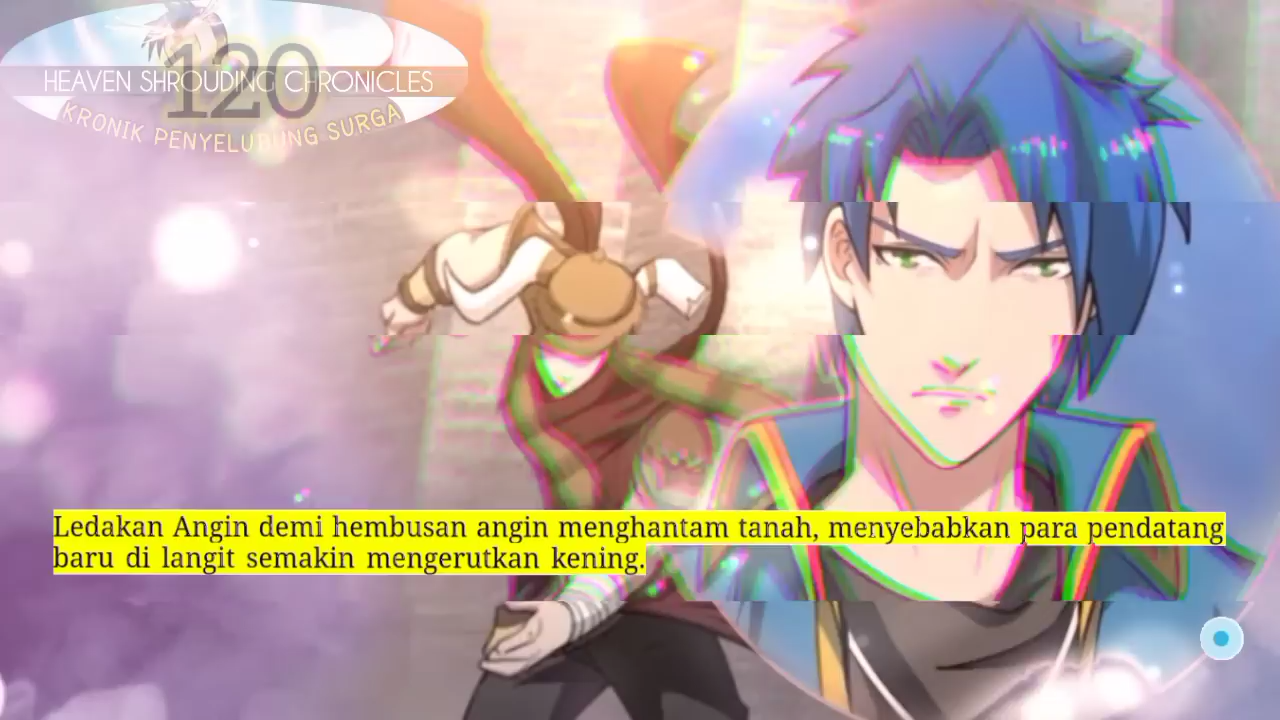 120
HEAVEN SHROUDING CHRONICLES
KRONIK PENYELUBUNG SURGA
Ledakan Angin demi hembusan angin menghantam tanah, menyebabkan para pendatang
baru di langit semakin mengerutkan kening.